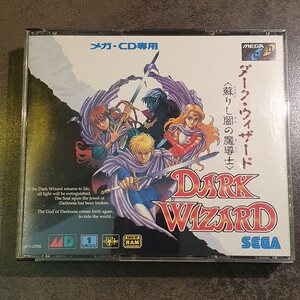 メガ-CD専用
MEGA
CD
ダーク・ウィザード
〈蘇りし闇の魔導士〉
If the Dark Wizard returns to life,
all light will be extinguished.
The Seal upon the Jewel of
Darkness has been broken.
The God of Darkness comes forth again,
to rule the world...
DARK
WIZARD
SEGA
MD
1
RAM